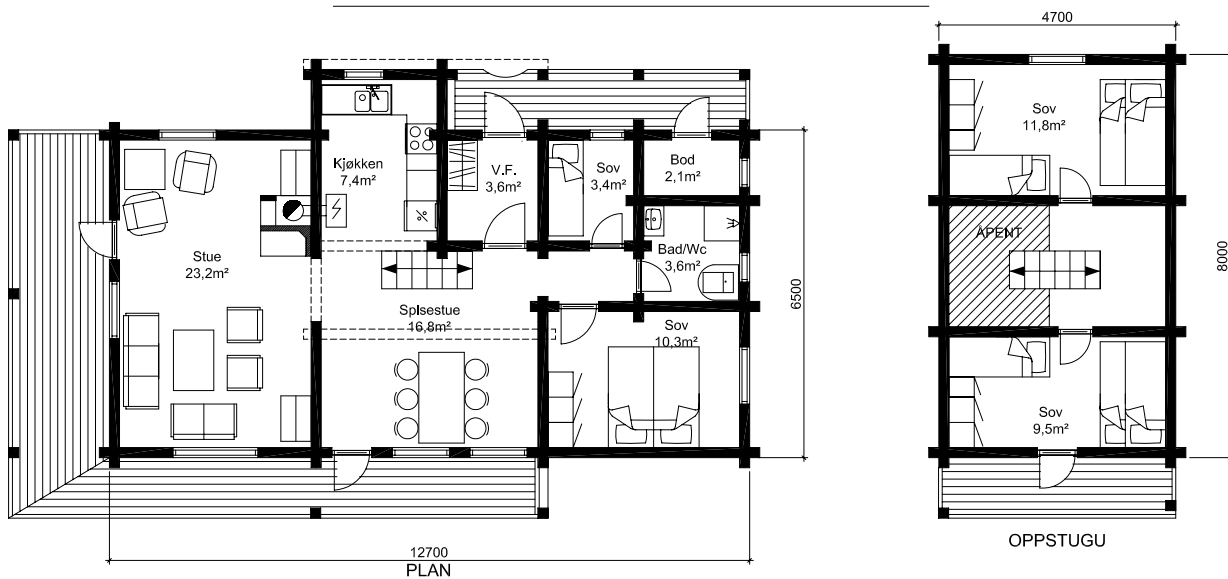 4700
Kjøkken
7,4m²
V.F.
3,6m²
Sov
3,4m²
Bod
2,1m²
Stue
23,2m²
Bad/Wc
3,6m²
Spisestue
16,8m²
Sov
10,3m²
6500
12700
PLAN
Sov
11,8m²
ÅPENT
8000
Sov
9,5m²
OPPSTUGU
%